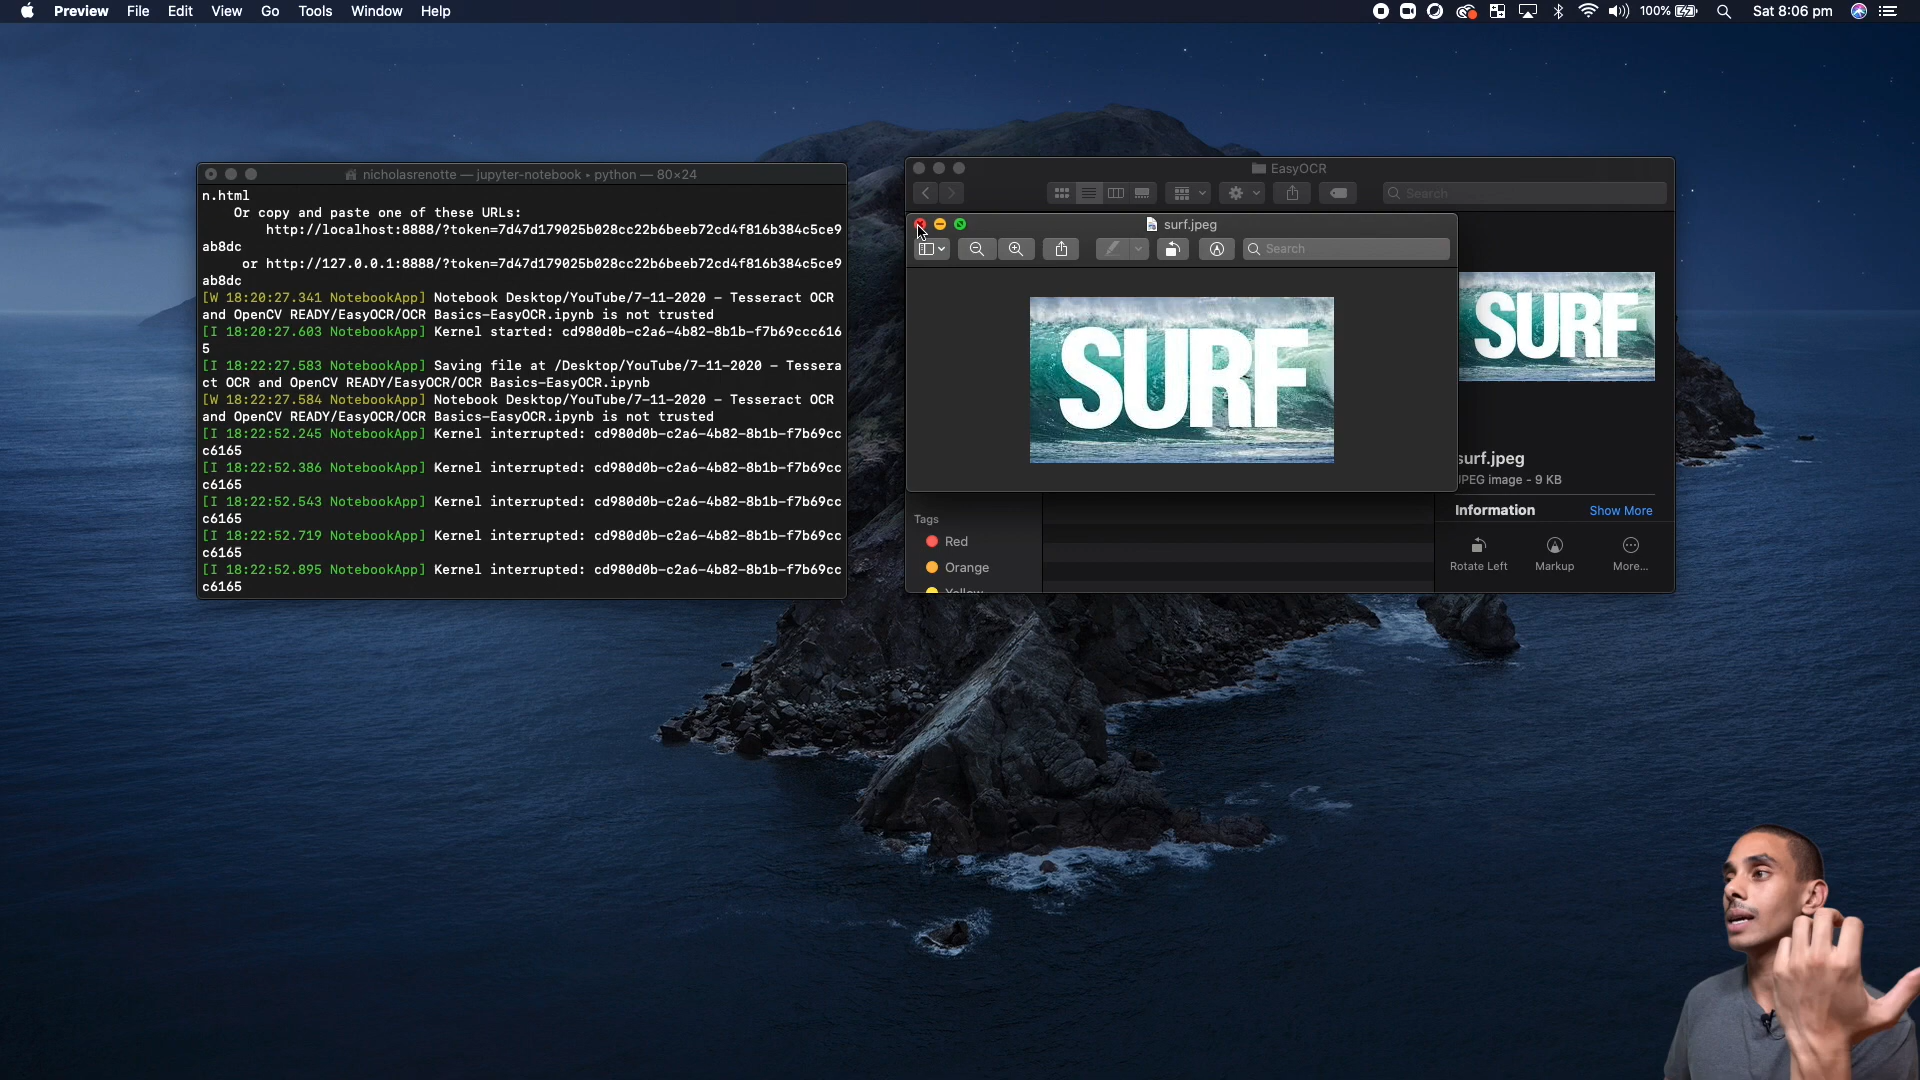 Preview File Edit View Go Tools Window Help
100%
Sat 8:06 pm
nicholasrenotte — jupyter-notebook ▸ python — 80×24
n.html
Or copy and paste one of these URLs:
http://localhost:8888/?token=7d47d179025b028cc22b6beeb72cd4f816b384c5ce9
ab8dc
or http://127.0.0.1:8888/?token=7d47d179025b028cc22b6beeb72cd4f816b384c5ce9
ab8dc
[W 18:20:27.341 NotebookApp] Notebook Desktop/YouTube/7-11-2020 – Tesseract OCR
and OpenCV READY/EasyOCR/OCR Basics-EasyOCR.ipynb is not trusted
[I 18:20:27.603 NotebookApp] Kernel started: cd980d0b-c2a6-4b82-8b1b-f7b69ccc616
5
[I 18:22:27.583 NotebookApp] Saving file at /Desktop/YouTube/7-11-2020 – Tessera
ct OCR and OpenCV READY/EasyOCR/OCR Basics-EasyOCR.ipynb
[W 18:22:27.584 NotebookApp] Notebook Desktop/YouTube/7-11-2020 – Tesseract OCR
and OpenCV READY/EasyOCR/OCR Basics-EasyOCR.ipynb is not trusted
[I 18:22:52.245 NotebookApp] Kernel interrupted: cd980d0b-c2a6-4b82-8b1b-f7b69cc
c6165
[I 18:22:52.386 NotebookApp] Kernel interrupted: cd980d0b-c2a6-4b82-8b1b-f7b69cc
c6165
[I 18:22:52.543 NotebookApp] Kernel interrupted: cd980d0b-c2a6-4b82-8b1b-f7b69cc
c6165
[I 18:22:52.719 NotebookApp] Kernel interrupted: cd980d0b-c2a6-4b82-8b1b-f7b69cc
c6165
[I 18:22:52.895 NotebookApp] Kernel interrupted: cd980d0b-c2a6-4b82-8b1b-f7b69cc
c6165
EasyOCR
Search
surf.jpeg
Search
SURF
SURF
surf.jpeg
JPEG image - 9 KB
Information
Show More
Rotate Left
Markup
More...
Tags
Red
Orange
Yellow